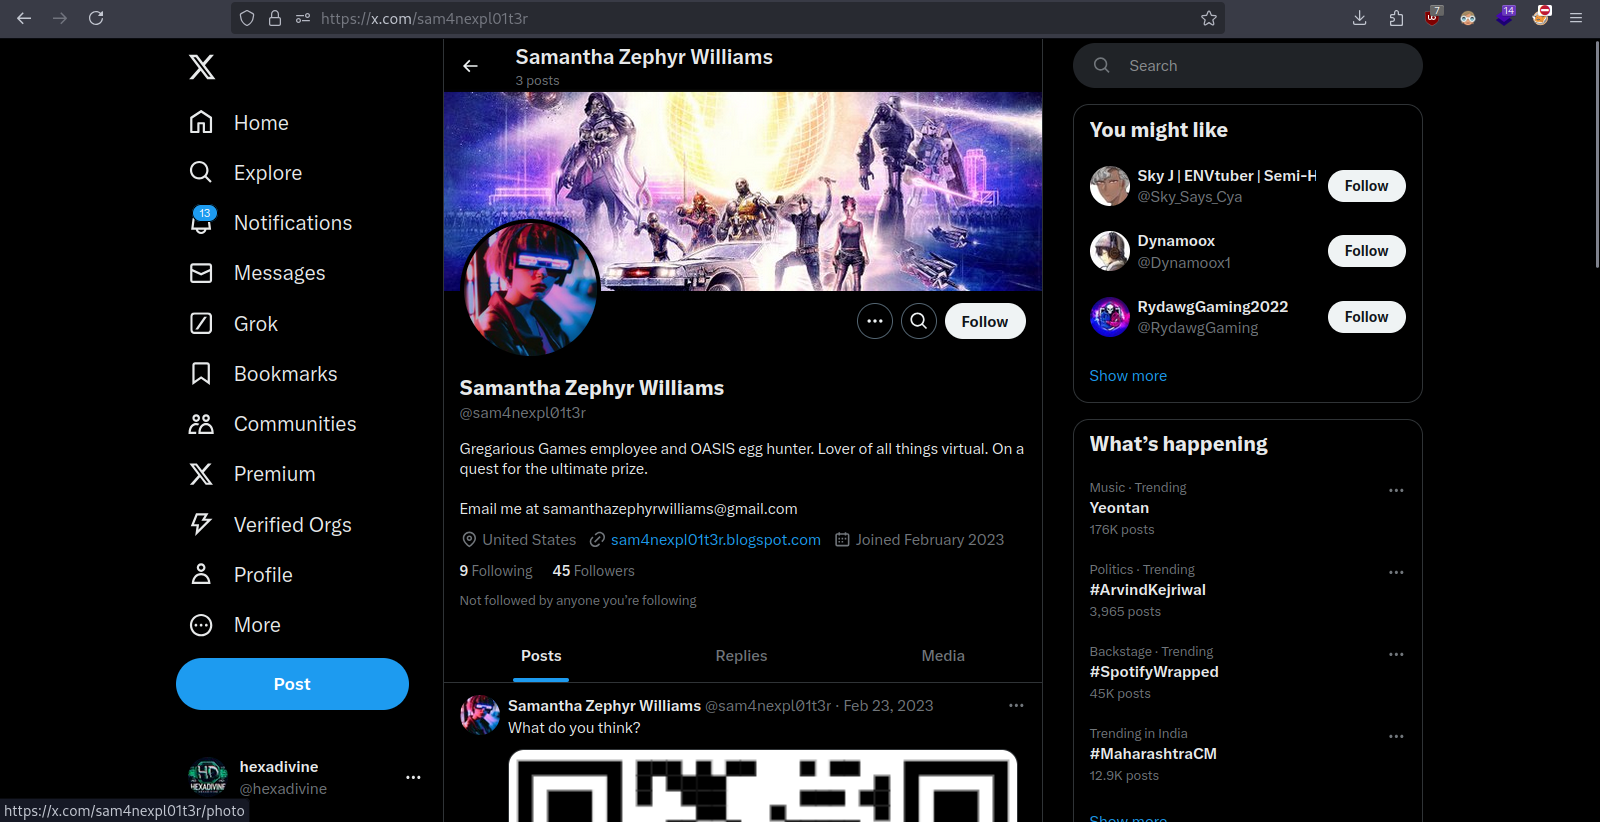 https://x.com/sam4nexpl01t3r
7
14
Home
Explore
13
Notifications
Messages
Grok
Bookmarks
Communities
Premium
Verified Orgs
Profile
More
Post
hexadivine
@hexadivine
https://x.com/sam4nexpl01t3r/photo
Samantha Zephyr Williams
3 posts
Follow
Samantha Zephyr Williams
@sam4nexpl01t3r
Gregarious Games employee and OASIS egg hunter. Lover of all things virtual. On a
quest for the ultimate prize.
Email me at samanthazephyrwilliams@gmail.com
United States sam4nexpl01t3r.blogspot.com Joined February 2023
9 Following 45 Followers
Not followed by anyone you're following
Posts Replies Media
Samantha Zephyr Williams @sam4nexpl01t3r · Feb 23, 2023
What do you think?
Search
You might like
Sky J | ENVtuber | Semi-H
@Sky_Says_Cya
Follow
Dynamoox
@Dynamoox1
Follow
RydawgGaming2022
@RydawgGaming
Follow
Show more
What's happening
Music · Trending
Yeontan
176K posts
Politics · Trending
#ArvindKejriwal
3,965 posts
Backstage · Trending
#SpotifyWrapped
45K posts
Trending in India
#MaharashtraCM
12.9K posts
Show more